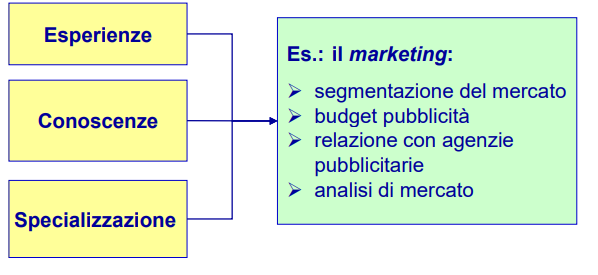 Esperienze
Conoscenze
Specializzazione
Es.: il marketing:
➢ segmentazione del mercato
➢ budget pubblicità
➢ relazione con agenzie
pubblicitarie
➢ analisi di mercato